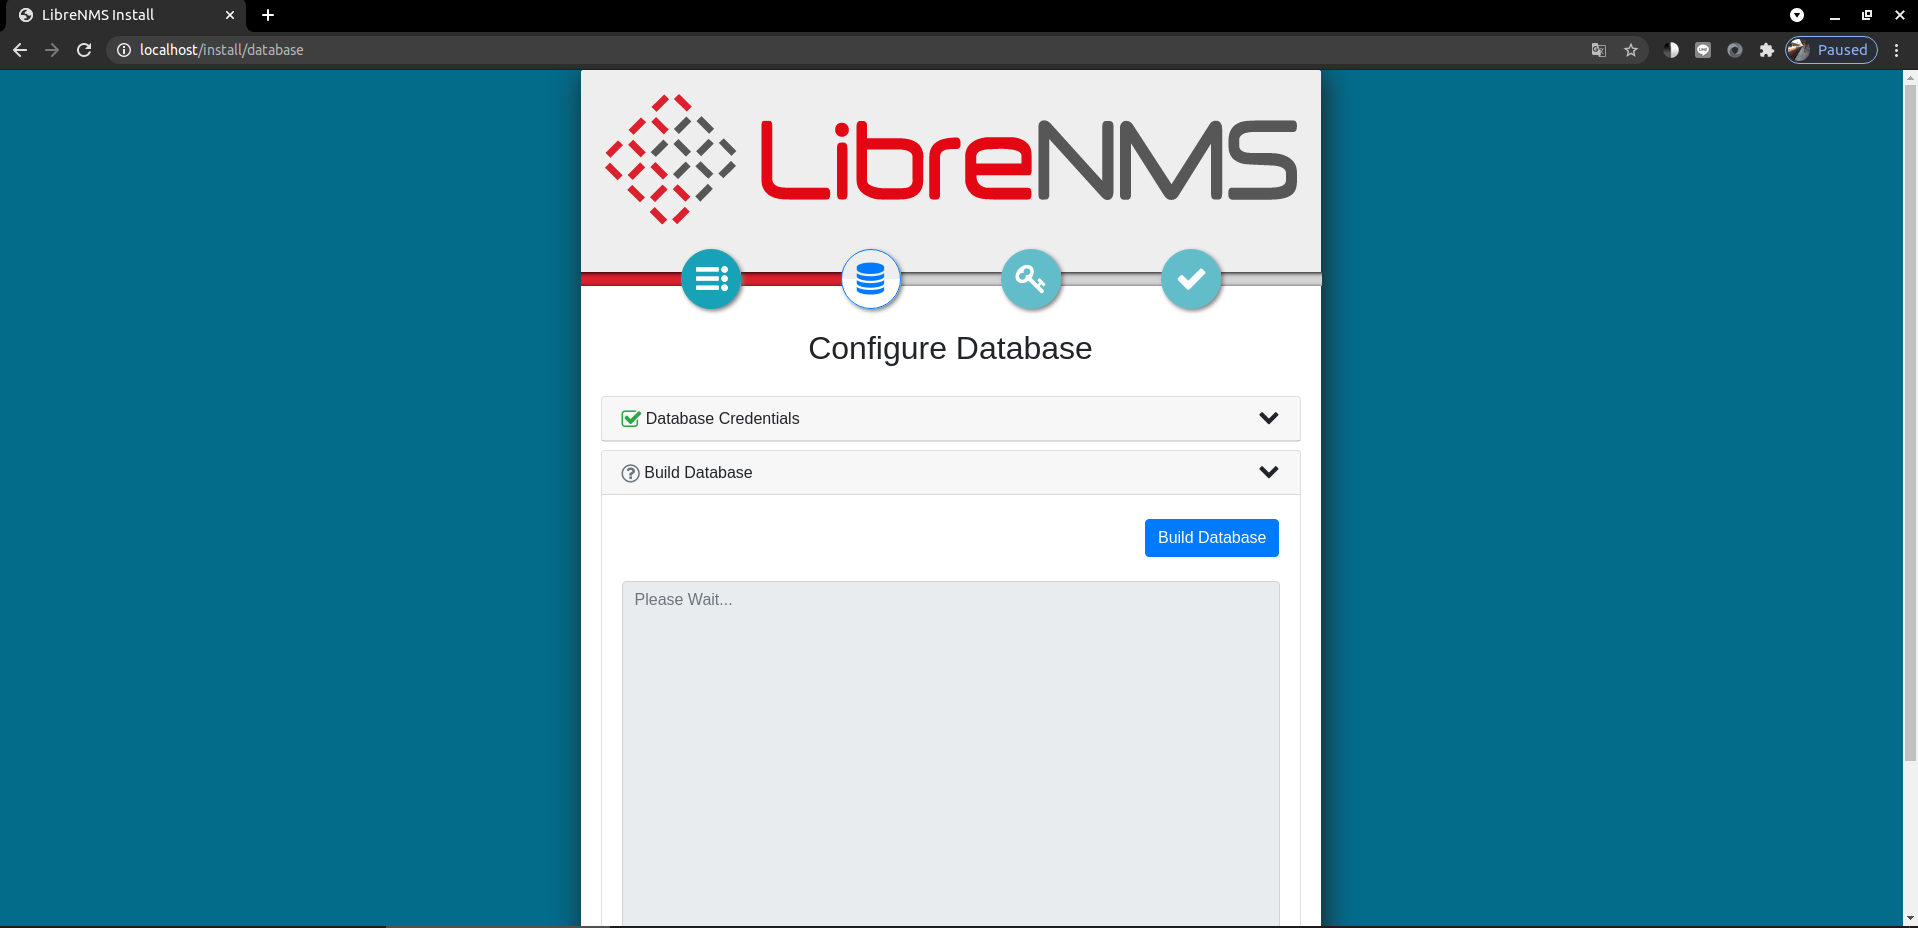 LibreNMS Install
localhost/install/database
Paused
LibreNMS
Configure Database
Database Credentials
Build Database
Build Database
Please Wait...